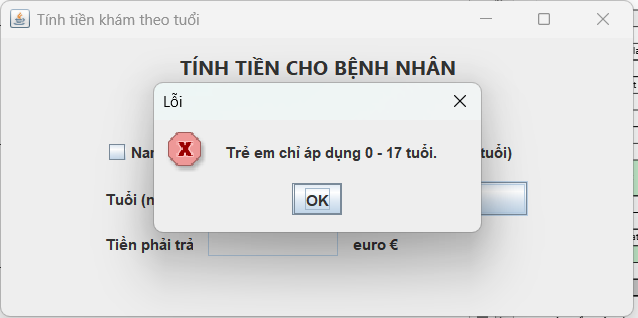 Tính tiền khám theo tuổi
TÍNH TIỀN CHO BỆNH NHÂN
Lỗi
Trẻ em chỉ áp dụng 0 - 17 tuổi.
tuổi)
Tuổi
OK
Tiền phải trả
euro €